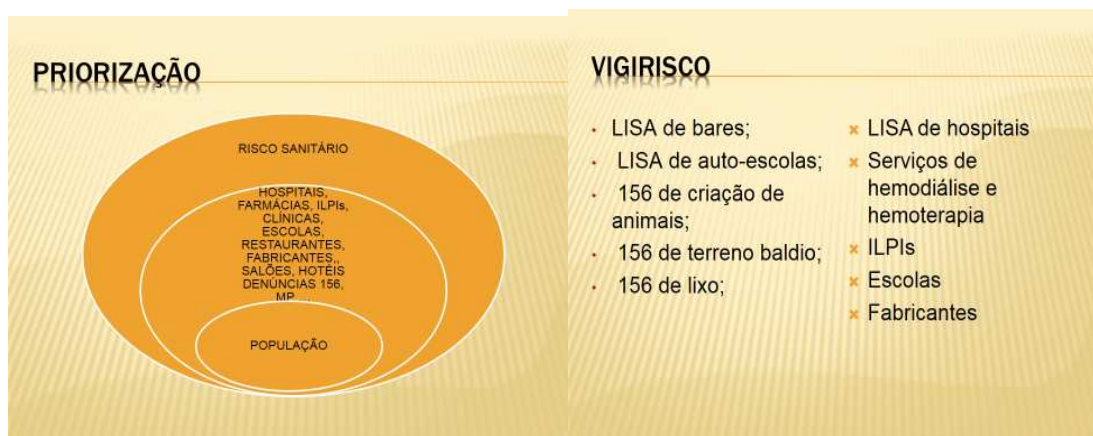 PRIORIZAÇÃO
RISCO SANITÁRIO
HOSPITAIS,
FARMÁCIAS, ILPIs,
CLÍNICAS,
ESCOLAS,
RESTAURANTES,
FABRICANTES,,
SALÕES, HOTÉIS
DENÚNCIAS 156,
MP...
POPULAÇÃO
VIGIRISCO
• LISA de bares;
• LISA de auto-escolas;
• 156 de criação de
animais;
• 156 de terreno baldio;
• 156 de lixo;
× LISA de hospitais
× Serviços de
hemodiálise e
hemoterapia
× ILPIs
× Escolas
× Fabricantes